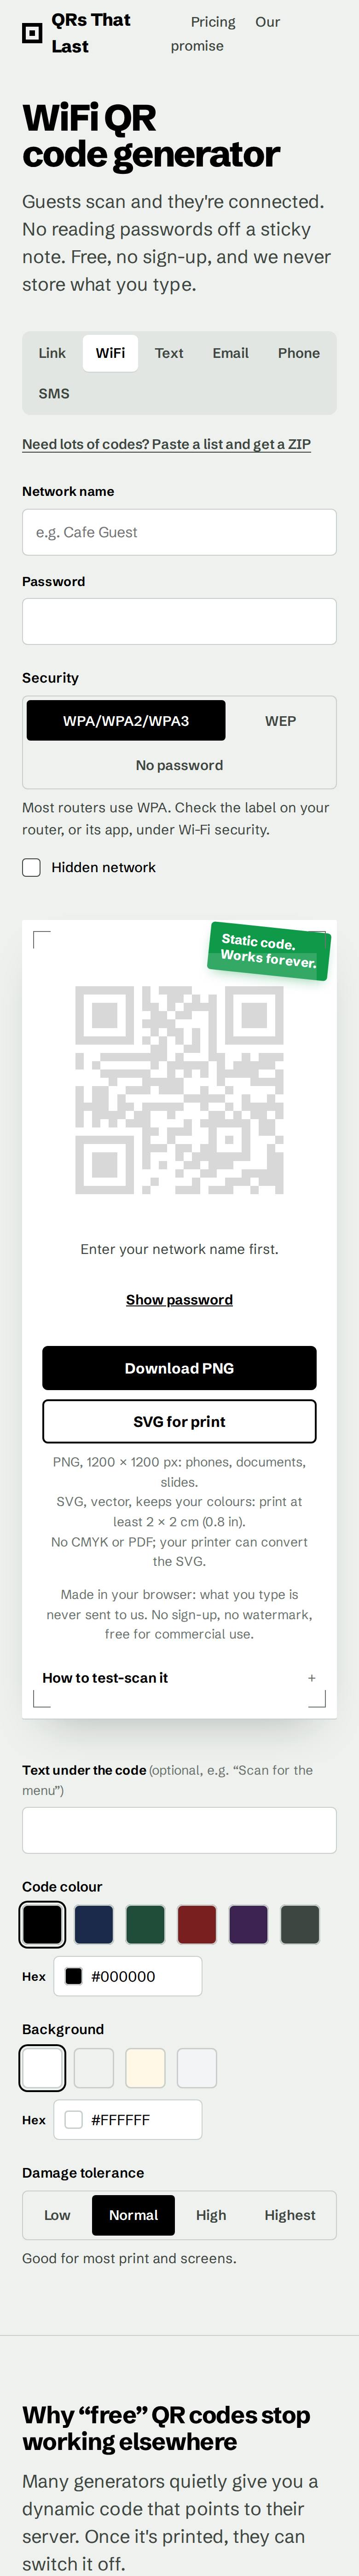 QRs That
Last
Pricing Our
promise
WiFi QR
code generator
Guests scan and they're connected.
No reading passwords off a sticky
note. Free, no sign-up, and we never
store what you type.
Link WiFi Text Email Phone
SMS
Need lots of codes? Paste a list and get a ZIP
Network name
e.g. Cafe Guest
Password
Security
WPA/WPA2/WPA3 WEP
No password
Most routers use WPA. Check the label on your
router, or its app, under Wi-Fi security.
Hidden network
Static code.
Works forever.
Enter your network name first.
Show password
Download PNG
SVG for print
PNG, 1200 × 1200 px: phones, documents,
slides.
SVG, vector, keeps your colours: print at
least 2 × 2 cm (0.8 in).
No CMYK or PDF; your printer can convert
the SVG.
Made in your browser: what you type is
never sent to us. No sign-up, no watermark,
free for commercial use.
How to test-scan it +
Text under the code (optional, e.g. “Scan for the
menu”)
Code colour
Hex #000000
Background
Hex #FFFFFF
Damage tolerance
Low Normal High Highest
Good for most print and screens.
Why “free” QR codes stop
working elsewhere
Many generators quietly give you a
dynamic code that points to their
server. Once it's printed, they can
switch it off.